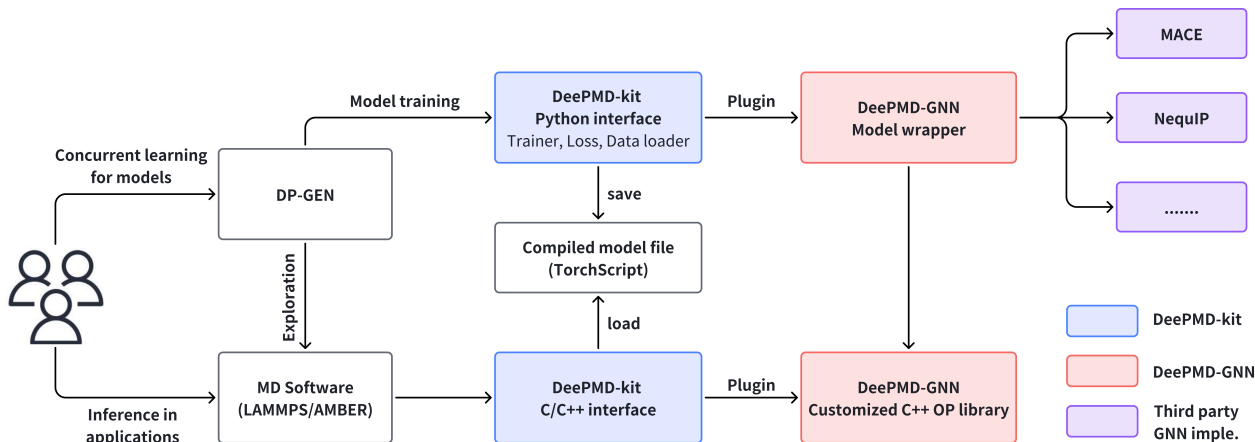 MACE
Model training
DeePMD-kit
Python interface
Trainer, Loss, Data loader
Plugin
DeePMD-GNN
Model wrapper
NequIP
Concurrent learning
for models
DP-GEN
save
.......
Compiled model file
(TorchScript)
Exploration
load
DeePMD-kit
DeePMD-GNN
Third party
GNN imple.
MD Software
(LAMMPS/AMBER)
DeePMD-kit
C/C++ interface
Plugin
DeePMD-GNN
Customized C++ OP library
Inference in
applications